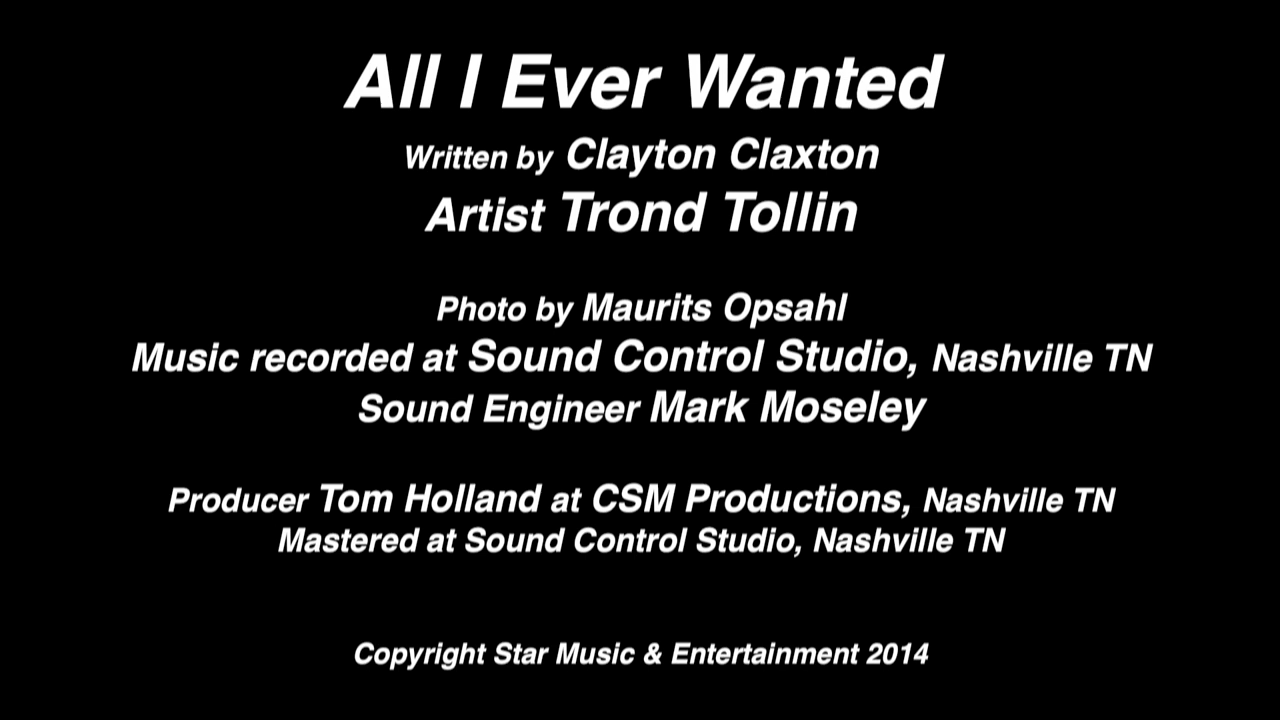 All I Ever Wanted
Written by Clayton Claxton
Artist Trond Tollin
Photo by Maurits Opsahl
Music recorded at Sound Control Studio, Nashville TN
Sound Engineer Mark Moseley
Producer Tom Holland at CSM Productions, Nashville TN
Mastered at Sound Control Studio, Nashville TN
Copyright Star Music & Entertainment 2014